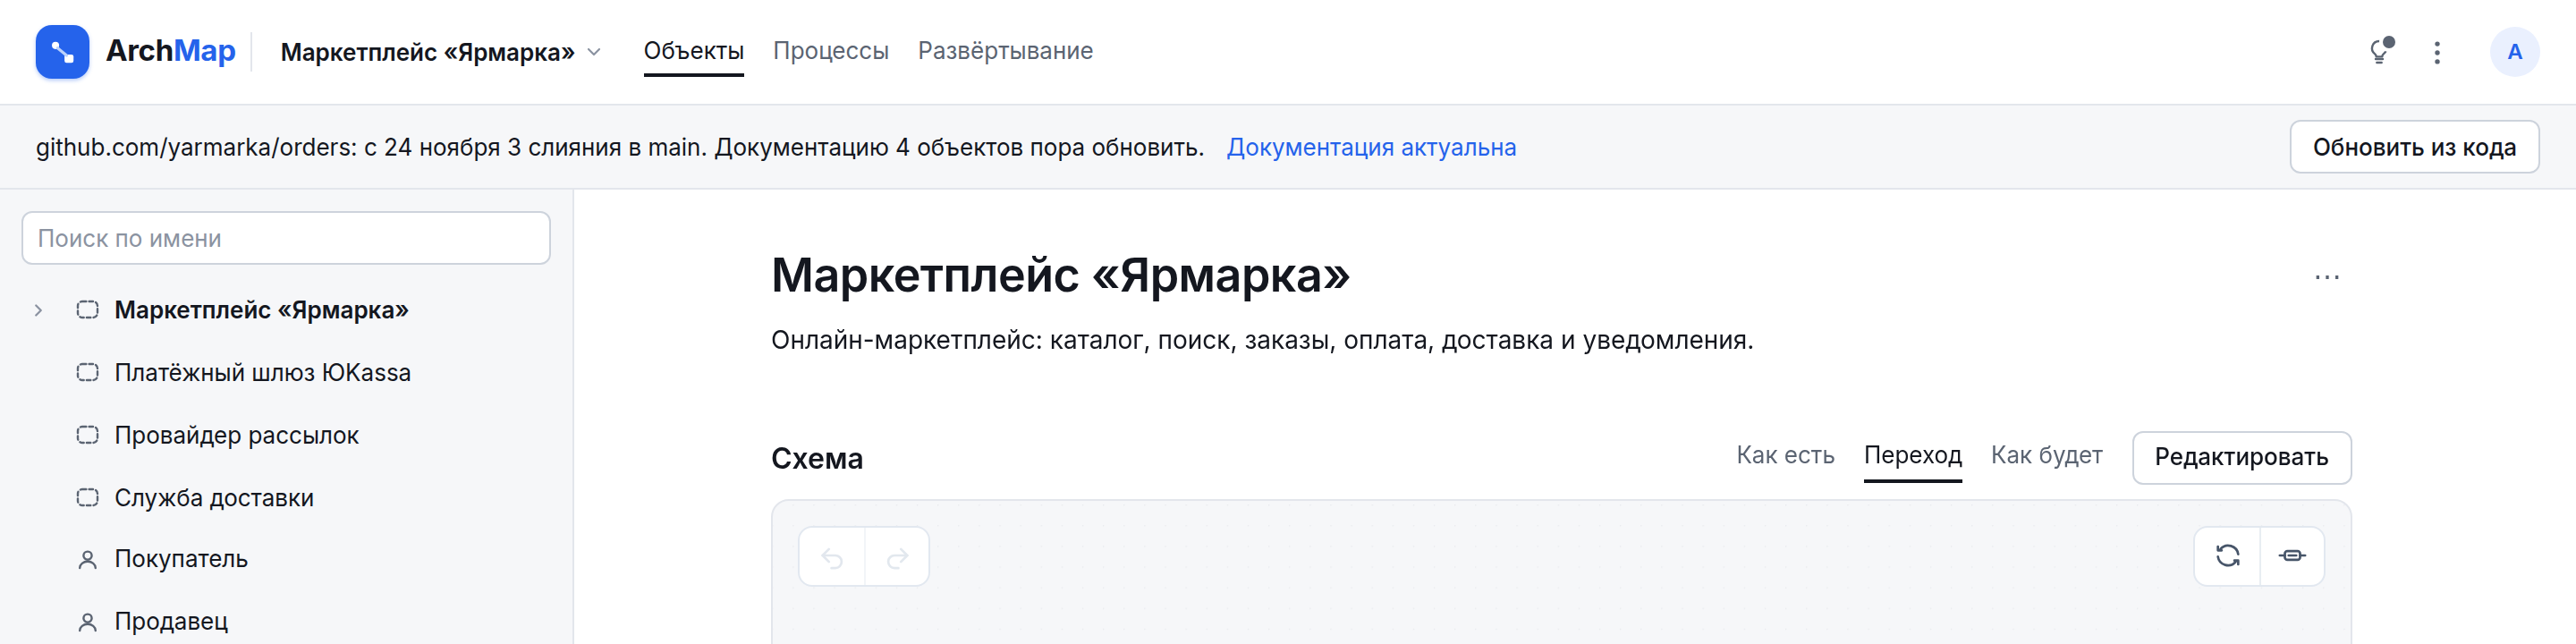 ArchMap
Маркетплейс «Ярмарка»
Объекты
Процессы
Развёртывание
А
github.com/yarmarka/orders: с 24 ноября 3 слияния в main. Документацию 4 объектов пора обновить.
Документация актуальна
Обновить из кода
Поиск по имени
Маркетплейс «Ярмарка»
Платёжный шлюз ЮKassa
Провайдер рассылок
Служба доставки
Покупатель
Продавец
Маркетплейс «Ярмарка»
Онлайн-маркетплейс: каталог, поиск, заказы, оплата, доставка и уведомления.
Схема
Как есть
Переход
Как будет
Редактировать